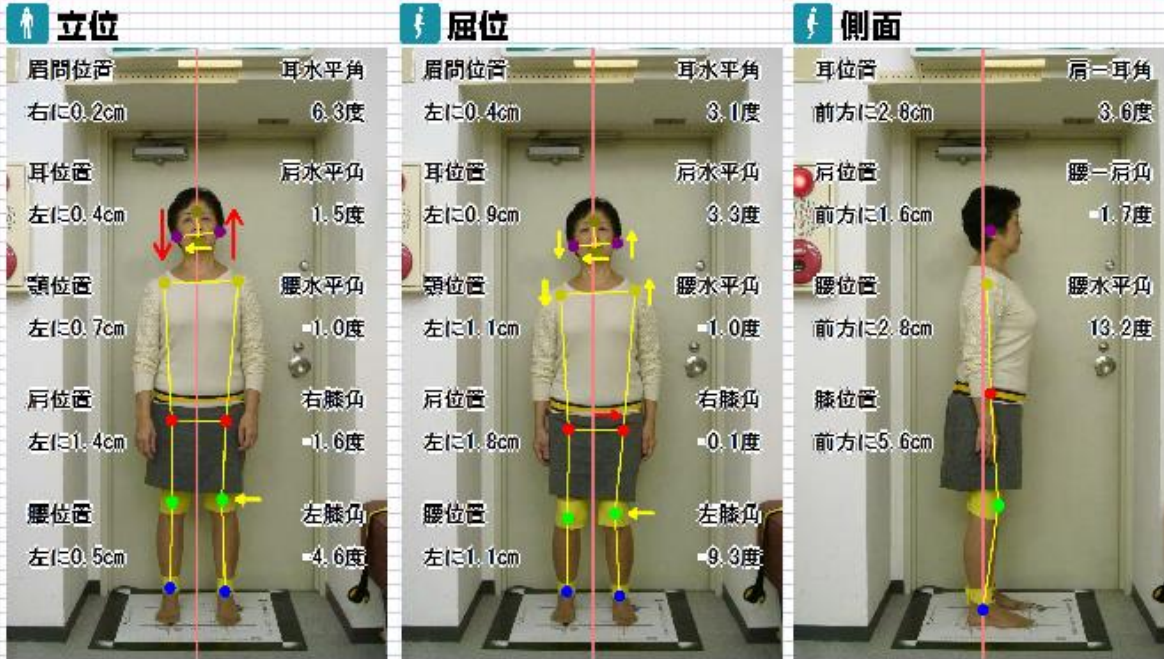 立位
眉間位置 耳水平角
右に0.2cm 6.3度
耳位置 肩水平角
左に0.4cm 1.5度
顎位置 腰水平角
左に0.7cm -1.0度
肩位置 右膝角
左に1.4cm -1.6度
腰位置 左膝角
左に0.5cm -4.6度
屈位
眉間位置 耳水平角
左に0.4cm 3.1度
耳位置 肩水平角
左に0.9cm 3.3度
顎位置 腰水平角
左に1.1cm -1.0度
肩位置 右膝角
左に1.8cm -0.1度
腰位置 左膝角
左に1.1cm -9.3度
側面
耳位置 肩－耳角
前方に2.8cm 3.6度
肩位置 腰－肩角
前方に1.6cm -1.7度
腰位置 腰水平角
前方に2.8cm 13.2度
膝位置
前方に5.6cm